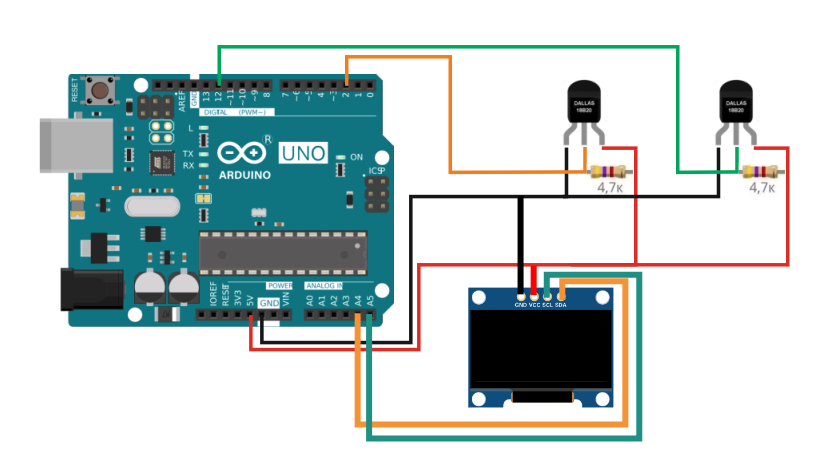 RESET
AREF
GND
13
12
~11
~10
~9
8
7
~6
~5
4
~3
2
1
0
DIGITAL (PWM~)
L
TX
RX
ON
R
UNO
ARDUINO
ICSP
DALLAS
18B20
DALLAS
18B20
4,7к
4,7к
POWER
ANALOG IN
IOREF
RESET
3V3
5V
GND
VIN
A0
A1
A2
A3
A4
A5
GND VCC SCL SDA